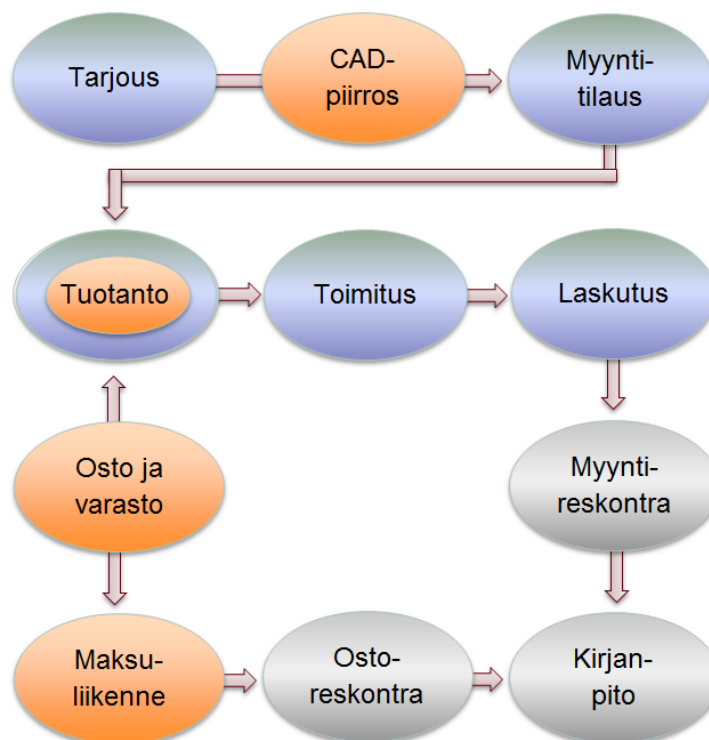 Tarjous
CAD-
piirros
Myynti-
tilaus
Tuotanto
Toimitus
Laskutus
Osto ja
varasto
Myynti-
reskontra
Maksu-
liikenne
Osto-
reskontra
Kirjan-
pito